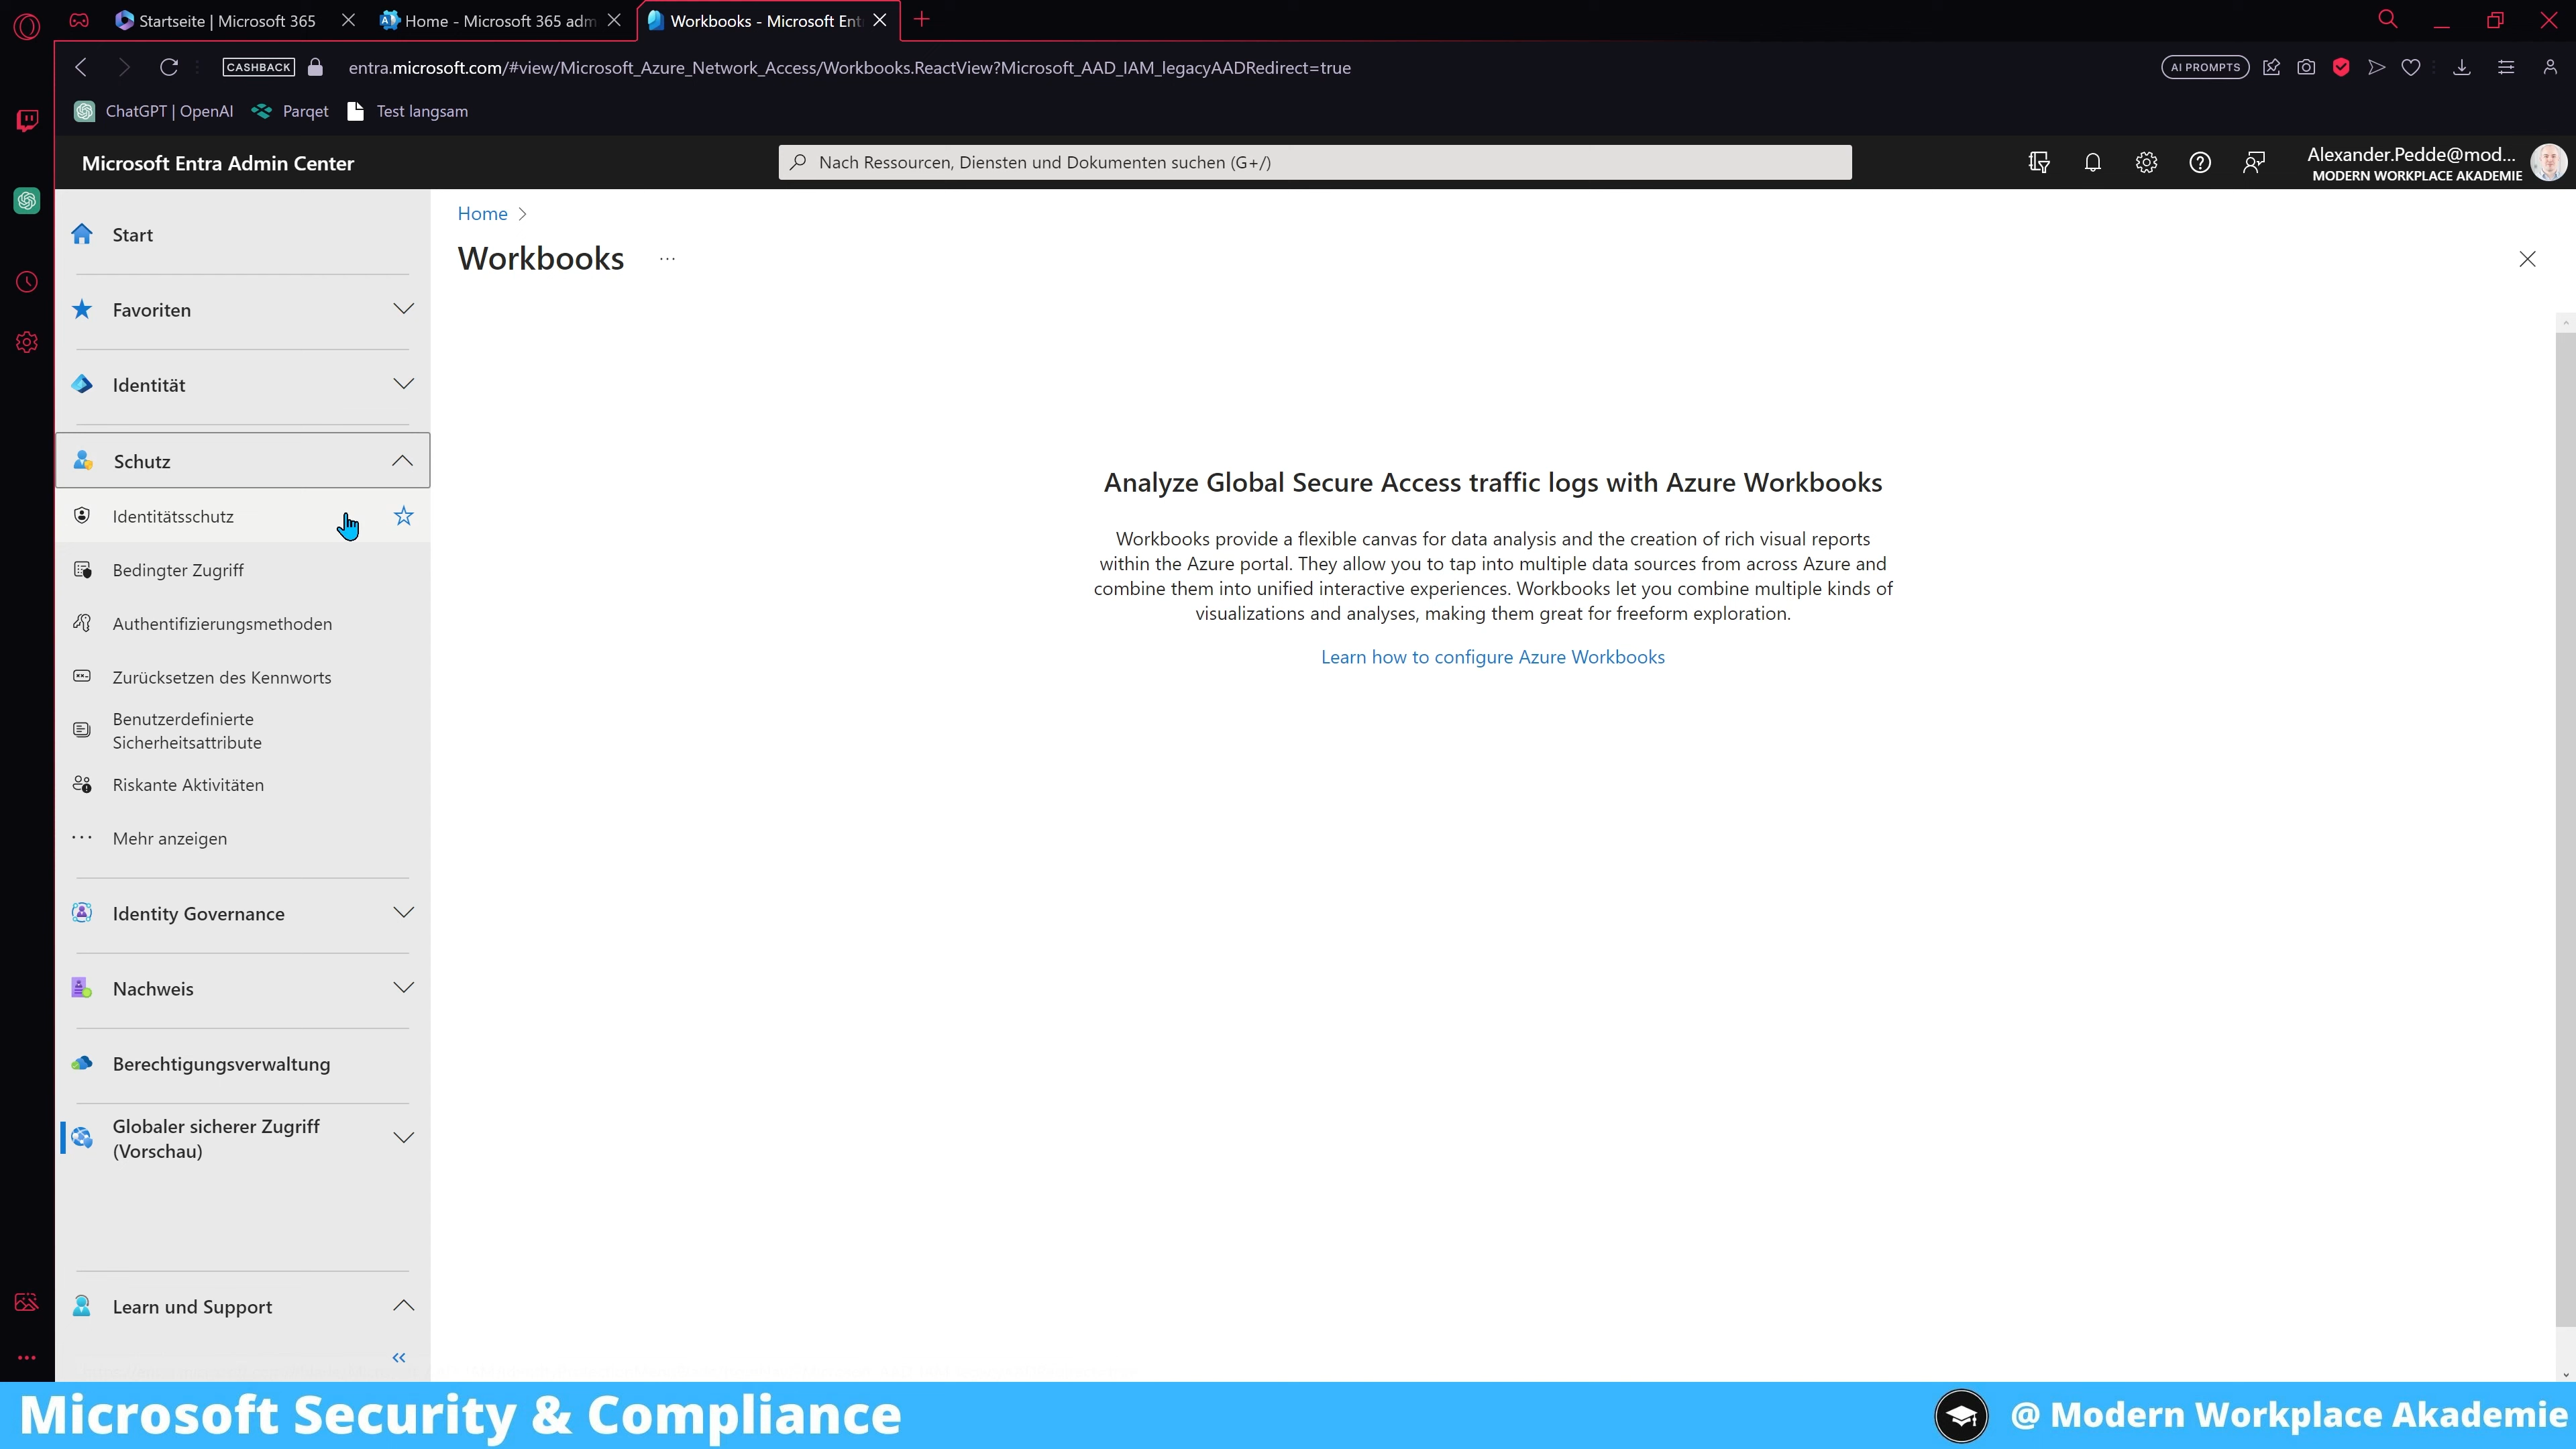 Startseite | Microsoft 365
Home - Microsoft 365 adm
Workbooks - Microsoft Ent
CASHBACK
entra.microsoft.com/#view/Microsoft_Azure_Network_Access/Workbooks.ReactView?Microsoft_AAD_IAM_legacyAADRedirect=true
AI PROMPTS
ChatGPT | OpenAI
Parqet
Test langsam
Microsoft Entra Admin Center
Nach Ressourcen, Diensten und Dokumenten suchen (G+/)
Alexander.Pedde@mod...
MODERN WORKPLACE AKADEMIE
Start
Favoriten
Identität
Schutz
Identitätsschutz
Bedingter Zugriff
Authentifizierungsmethoden
Zurücksetzen des Kennworts
Benutzerdefinierte
Sicherheitsattribute
Riskante Aktivitäten
Mehr anzeigen
Identity Governance
Nachweis
Berechtigungsverwaltung
Globaler sicherer Zugriff
(Vorschau)
Learn und Support
Home >
Workbooks ...
Analyze Global Secure Access traffic logs with Azure Workbooks
Workbooks provide a flexible canvas for data analysis and the creation of rich visual reports
within the Azure portal. They allow you to tap into multiple data sources from across Azure and
combine them into unified interactive experiences. Workbooks let you combine multiple kinds of
visualizations and analyses, making them great for freeform exploration.
Learn how to configure Azure Workbooks
Microsoft Security & Compliance
@ Modern Workplace Akademie